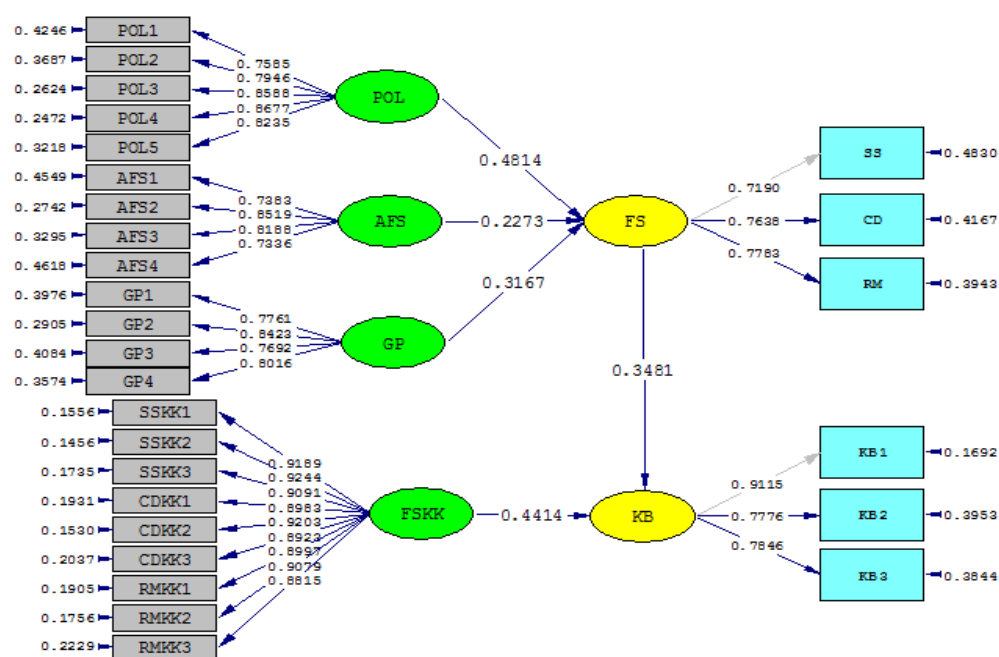 0.4246 POL1
0.3687 POL2
0.2624 POL3
0.2472 POL4
0.3218 POL5
0.4549 AFS1
0.2742 AFS2
0.3295 AFS3
0.4618 AFS4
0.3976 GP1
0.2905 GP2
0.4084 GP3
0.3574 GP4
0.1556 SSKK1
0.1456 SSKK2
0.1735 SSKK3
0.1931 CDKK1
0.1530 CDKK2
0.2037 CDKK3
0.1905 RMKK1
0.1756 RMKK2
0.2229 RMKK3
0.7585
0.7946
0.8588
0.8677
0.8235
0.7383
0.8519
0.8188
0.7336
0.7761
0.8423
0.7692
0.8016
0.9189
0.9244
0.9091
0.8983
0.9203
0.8923
0.8997
0.9079
0.8815
POL
AFS
GP
FSKK
0.4814
0.2273
0.3167
0.4414
FS
0.3481
KB
0.7190
0.7638
0.7783
0.9115
0.7776
0.7846
SS 0.4830
CD 0.4167
RM 0.3943
KB1 0.1692
KB2 0.3953
KB3 0.3844